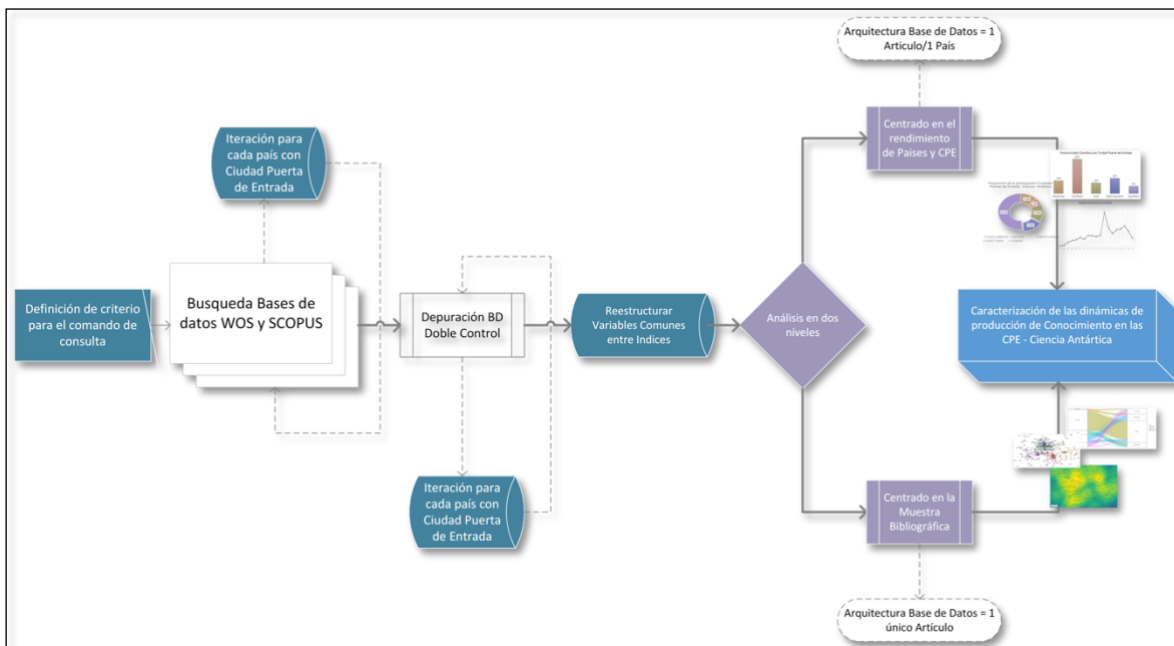 Arquitectura Base de Datos = 1
Articulo/1 País
Centrado en el
rendimiento
de Paises y CPE
Iteración para
cada país con
Ciudad Puerta
de Entrada
Definición de criterio
para el comando de
consulta
Busqueda Bases de
datos WOS y SCOPUS
Depuración BD
Doble Control
Reestructurar
Variables Comunes
entre Indices
Análisis en dos
níveles
Caracterización de las dinámicas de
producción de Conocimiento en las
CPE - Ciencia Antártica
Iteración para
cada país con
Ciudad Puerta
de Entrada
Centrado en la
Muestra
Bibliográfica
Arquitectura Base de Datos = 1
único Artículo